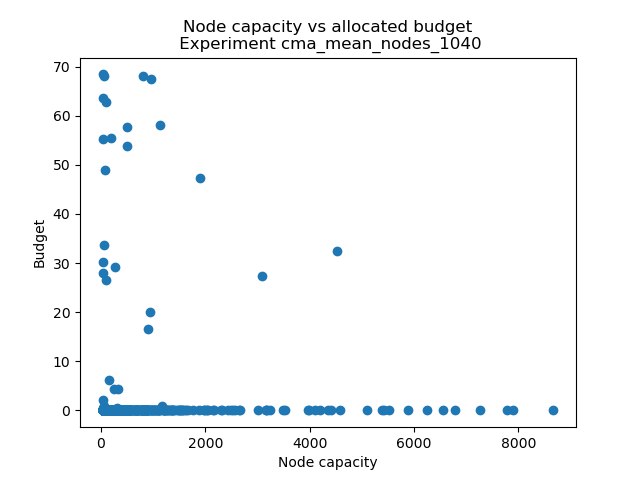 Node capacity vs allocated budget
Experiment cma_mean_nodes_1040
70
60
50
40
30
20
10
0
Budget
0 2000 4000 6000 8000
Node capacity